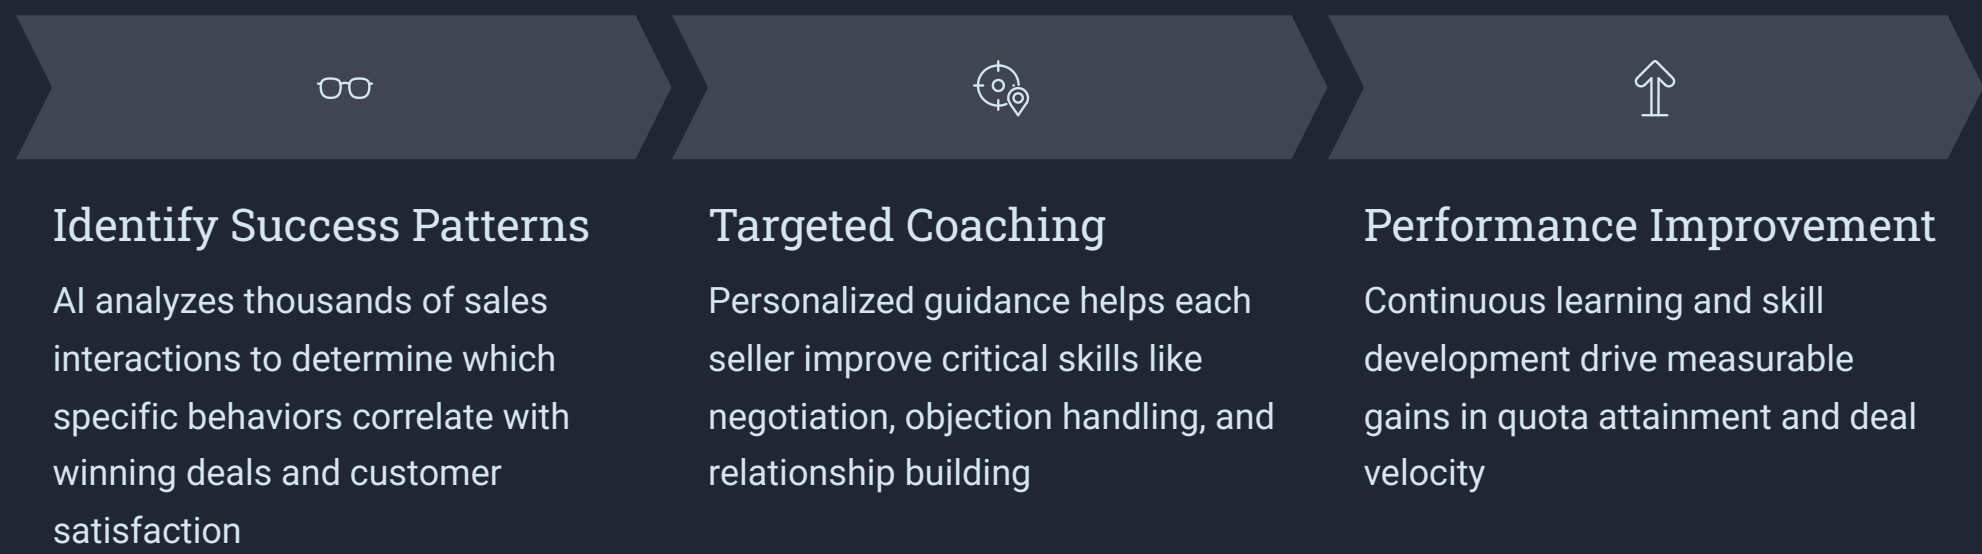 Identify Success Patterns
AI analyzes thousands of sales
interactions to determine which
specific behaviors correlate with
winning deals and customer
satisfaction
Targeted Coaching
Personalized guidance helps each
seller improve critical skills like
negotiation, objection handling, and
relationship building
Performance Improvement
Continuous learning and skill
development drive measurable
gains in quota attainment and deal
velocity